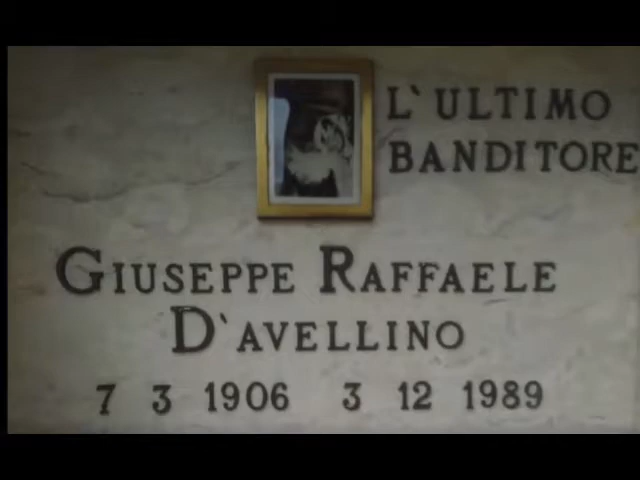 L`ULTIMO
BANDITORE
GIUSEPPE RAFFAELE
D`AVELLINO
7 3 1906 3 12 1989